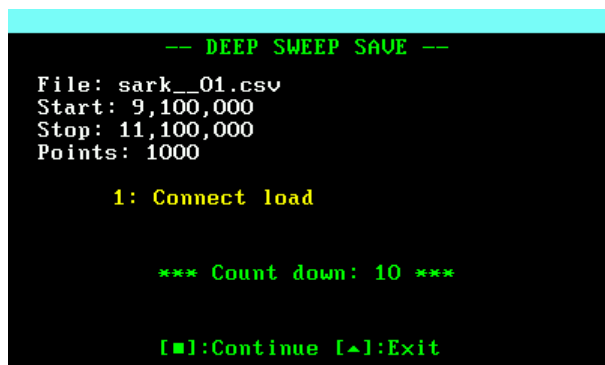 -- DEEP SWEEP SAVE --
File: sark__01.csv
Start: 9,100,000
Stop: 11,100,000
Points: 1000
1: Connect load
*** Count down: 10 ***
[■]:Continue [▲]:Exit